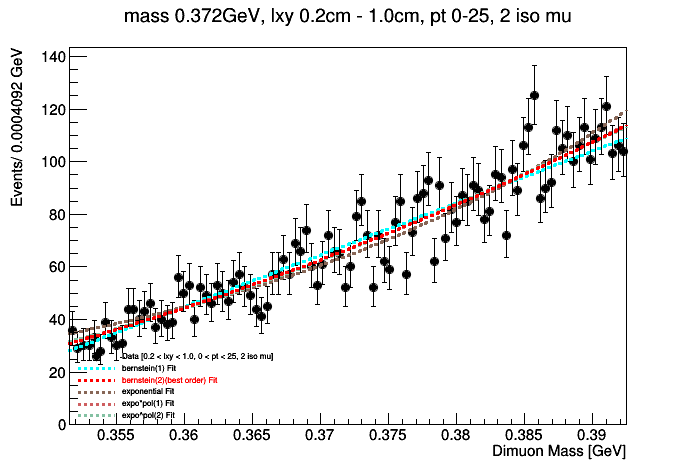 mass 0.372GeV, lxy 0.2cm - 1.0cm, pt 0-25, 2 iso mu
Events/ 0.0004092 GeV
140
120
100
80
60
40
20
0
Data [0.2 < lxy < 1.0, 0 < pt < 25, 2 iso mu]
bernstein(1) Fit
bernstein(2)(best order) Fit
exponential Fit
expo*pol(1) Fit
expo*pol(2) Fit
0.355 0.36 0.365 0.37 0.375 0.38 0.385 0.39
Dimuon Mass [GeV]